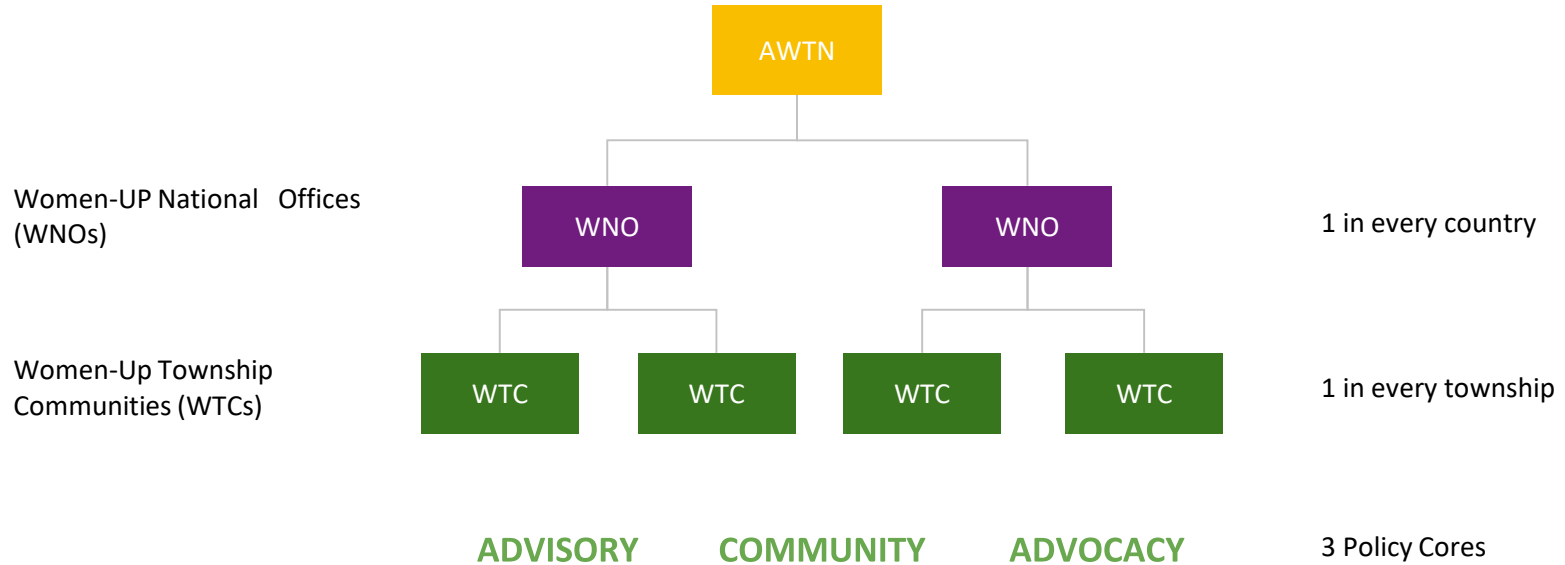 AWTN
Women-UP National Offices
(WNOs)
WNO
WNO
1 in every country
Women-Up Township
Communities (WTCs)
WTC
WTC
WTC
WTC
1 in every township
ADVISORY
COMMUNITY
ADVOCACY
3 Policy Cores